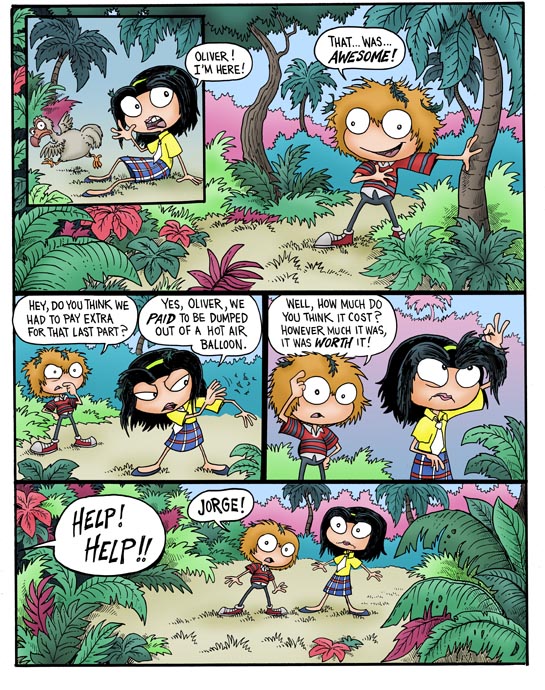 OLIVER!
I'M HERE!
THAT... WAS...
AWESOME!
HEY, DO YOU THINK WE
HAD TO PAY EXTRA
FOR THAT LAST PART?
YES, OLIVER, WE
PAID TO BE DUMPED
OUT OF A HOT AIR
BALLOON.
WELL, HOW MUCH DO
YOU THINK IT COST?
HOWEVER MUCH IT WAS,
IT WAS WORTH IT!
HELP!
HELP!!
JORGE!